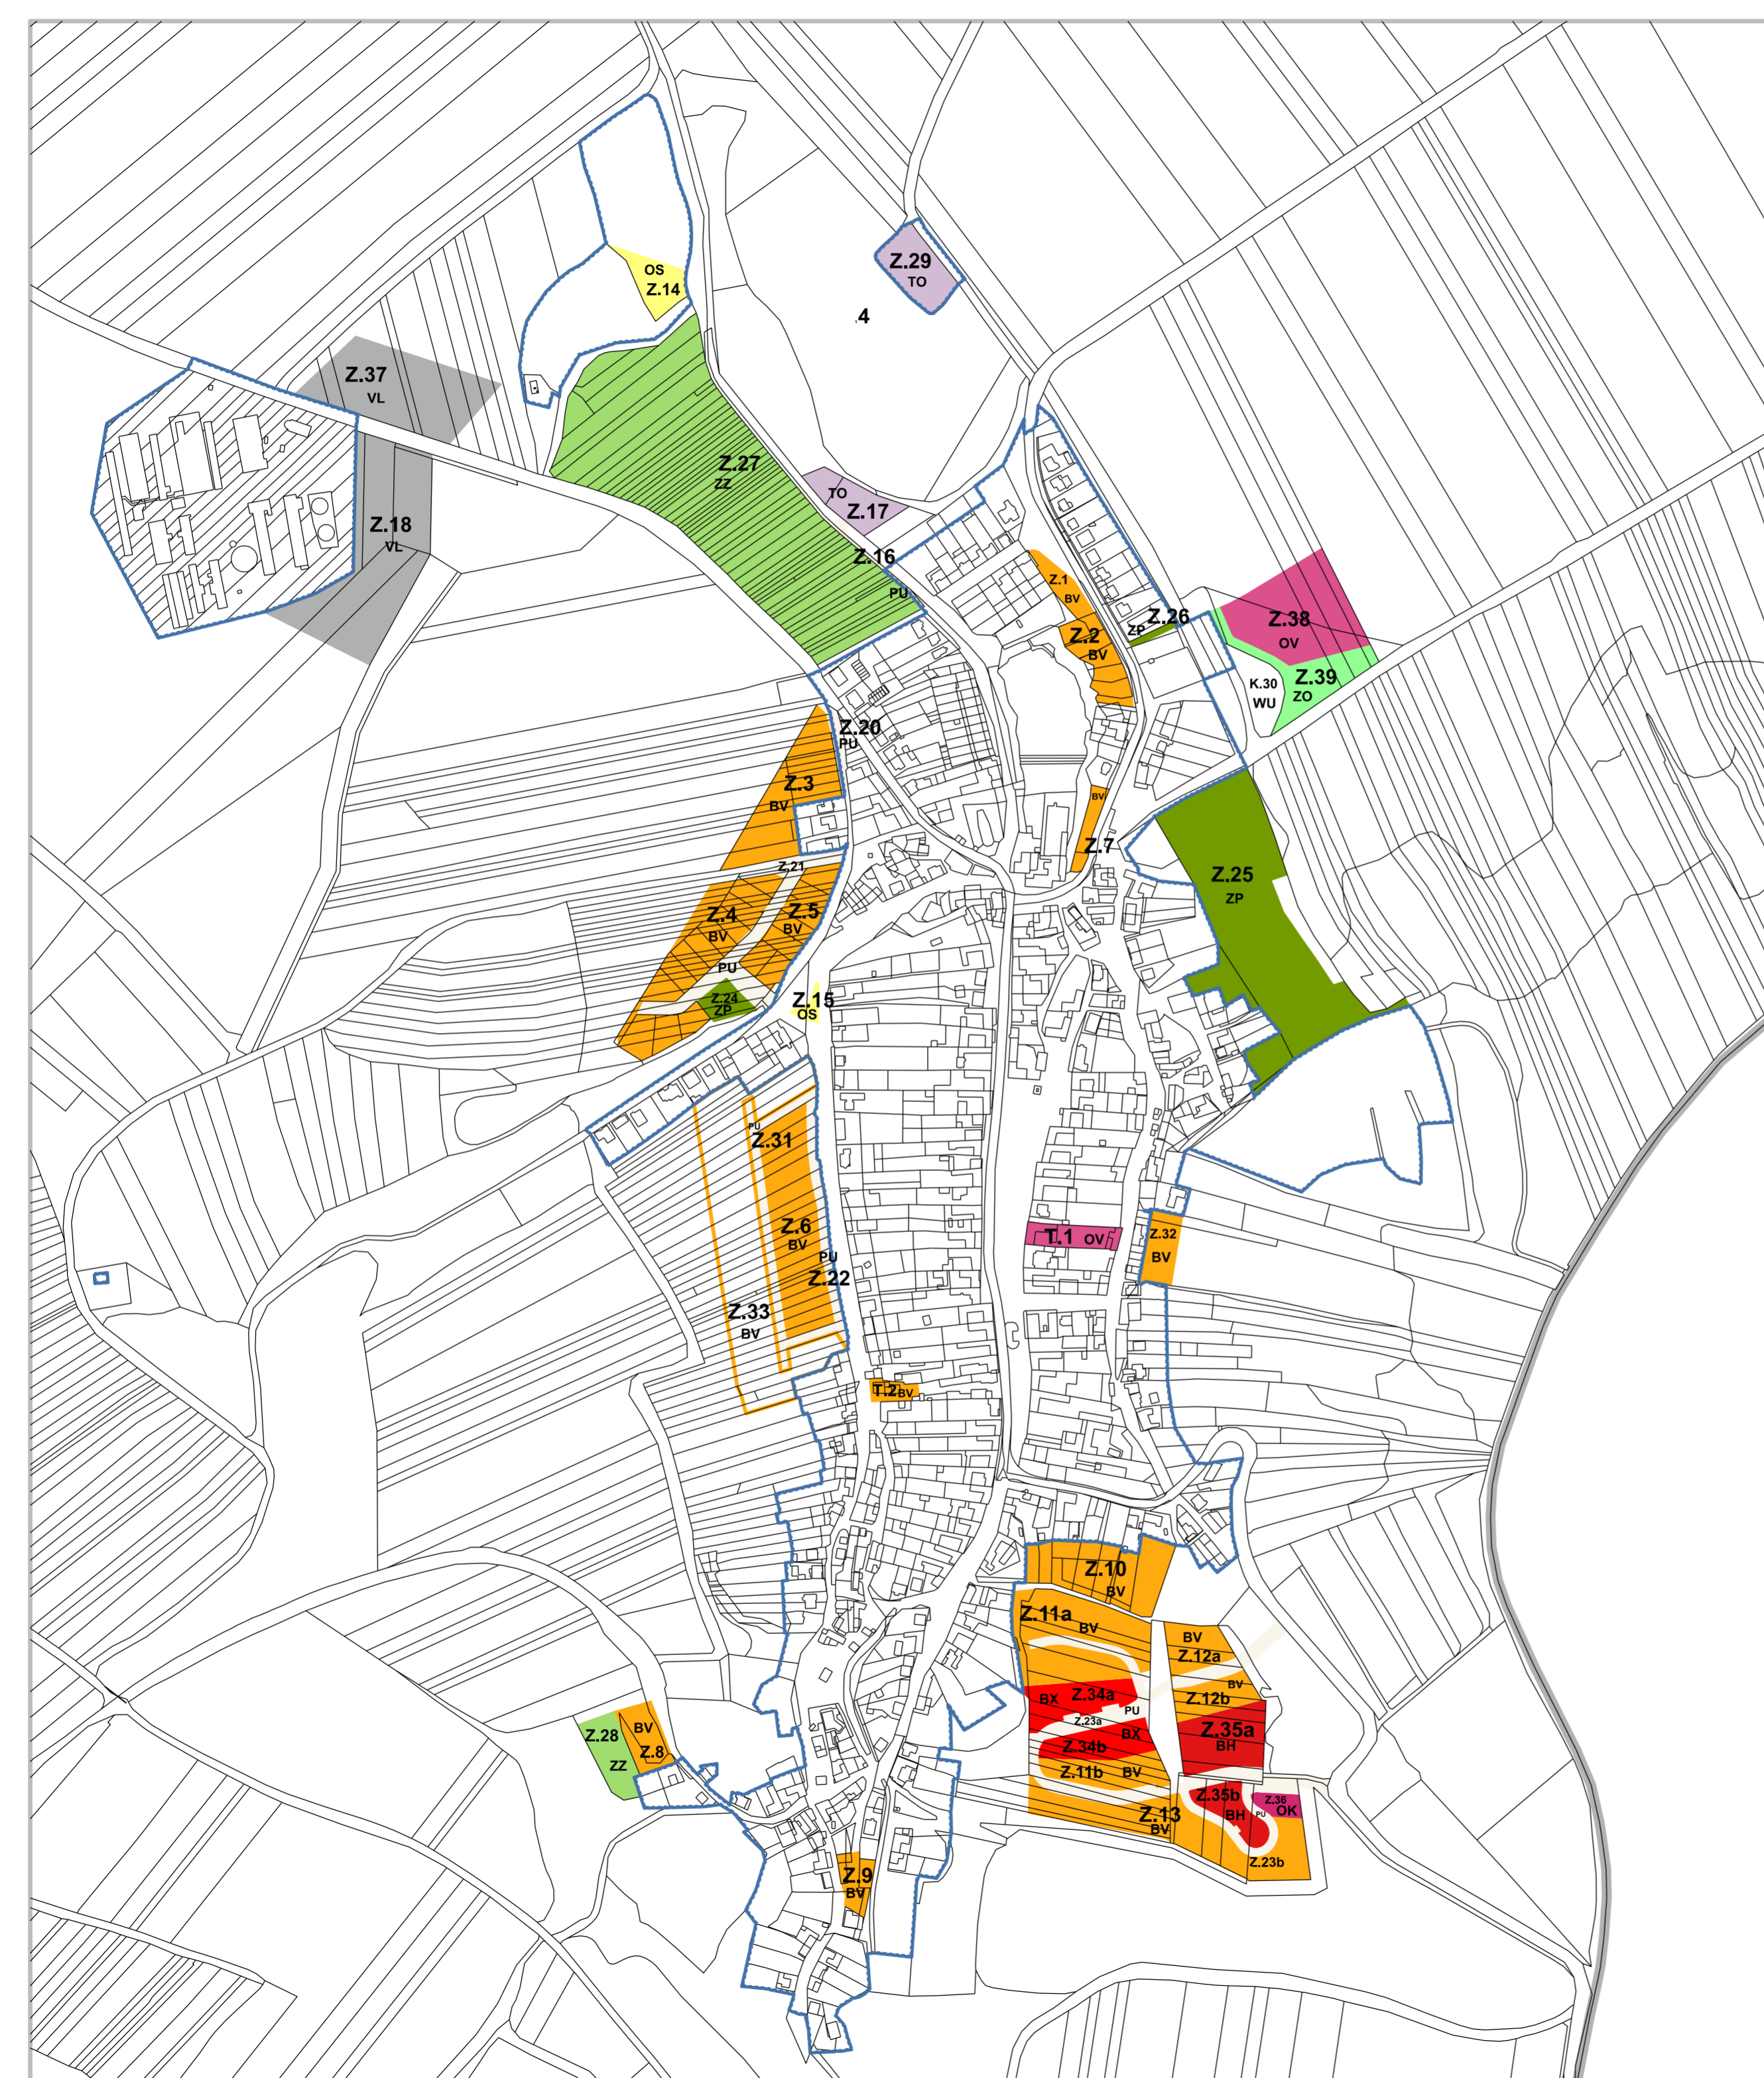 OS
Z.14
Z.29
TO
.4
Z.37
VL
Z.27
ZZ
TO
Z.17
Z.18
VL
Z.16
PU
Z.1
BV
Z.26
ZP
Z.2
BV
Z.38
OV
K.30
WU
Z.39
ZO
Z.20
PU
Z.3
BV
BV
Z.7
Z.21
Z.25
ZP
Z.4
BV
Z.5
BV
PU
Z.24
ZP
Z.15
OS
PU
Z.31
Z.6
BV
PU
Z.22
T.1 OV
Z.32
BV
Z.33
BV
T.2 BV
Z.10
BV
Z.11a
BV
BV
Z.12a
BV
Z.12b
BX Z.34a
PU
Z.23a
BX
Z.34b
Z.35a
BH
Z.11b BV
Z.28
ZZ
BV
Z.8
Z.35b
BH
Z.36
OK
PU
Z.13
BV
Z.23b
Z.9
BV